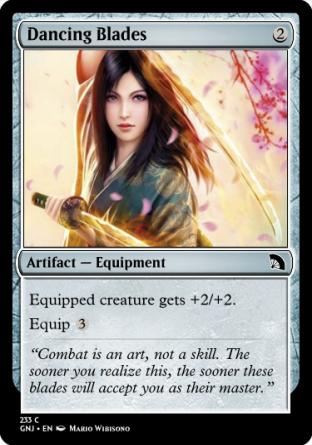 Dancing Blades 2
Artifact — Equipment
Equipped creature gets +2/+2.
Equip 3
“Combat is an art, not a skill. The
sooner you realize this, the sooner these
blades will accept you as their master.”
233 C
GNJ • EN Mario Wibisono